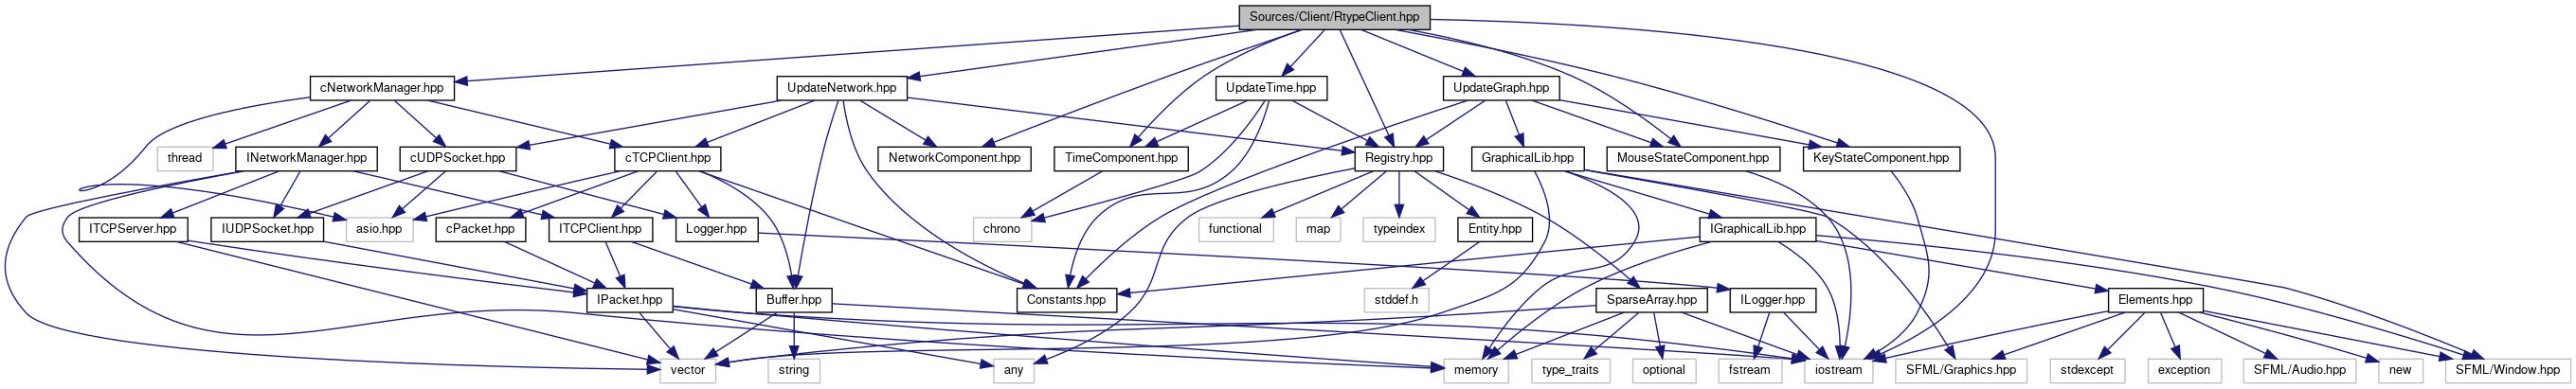 Sources/Client/RtypeClient.hpp
cNetworkManager.hpp
UpdateNetwork.hpp
UpdateTime.hpp
UpdateGraph.hpp
thread
INetworkManager.hpp
cUDPSocket.hpp
cTCPClient.hpp
NetworkComponent.hpp
TimeComponent.hpp
Registry.hpp
GraphicalLib.hpp
MouseStateComponent.hpp
KeyStateComponent.hpp
ITCPServer.hpp
IUDPSocket.hpp
asio.hpp
cPacket.hpp
ITCPClient.hpp
Logger.hpp
chrono
functional
map
typeindex
Entity.hpp
IGraphicalLib.hpp
IPacket.hpp
Buffer.hpp
Constants.hpp
stddef.h
SparseArray.hpp
ILogger.hpp
Elements.hpp
vector
string
any
memory
type_traits
optional
fstream
iostream
SFML/Graphics.hpp
stdexcept
exception
SFML/Audio.hpp
new
SFML/Window.hpp